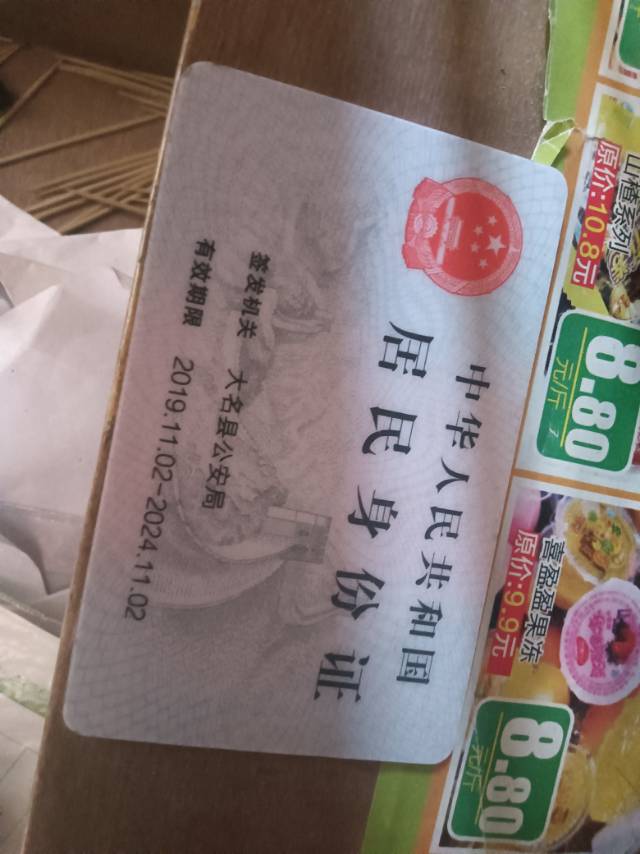 中华人民共和国
居民身份证
签发机关 大名县公安局
有效期限 2019.11.02-2024.11.02
山楂系列
原价:10.8元
8.80
元/斤
喜盈盈果冻
原价:9.9元
8.80
元/斤